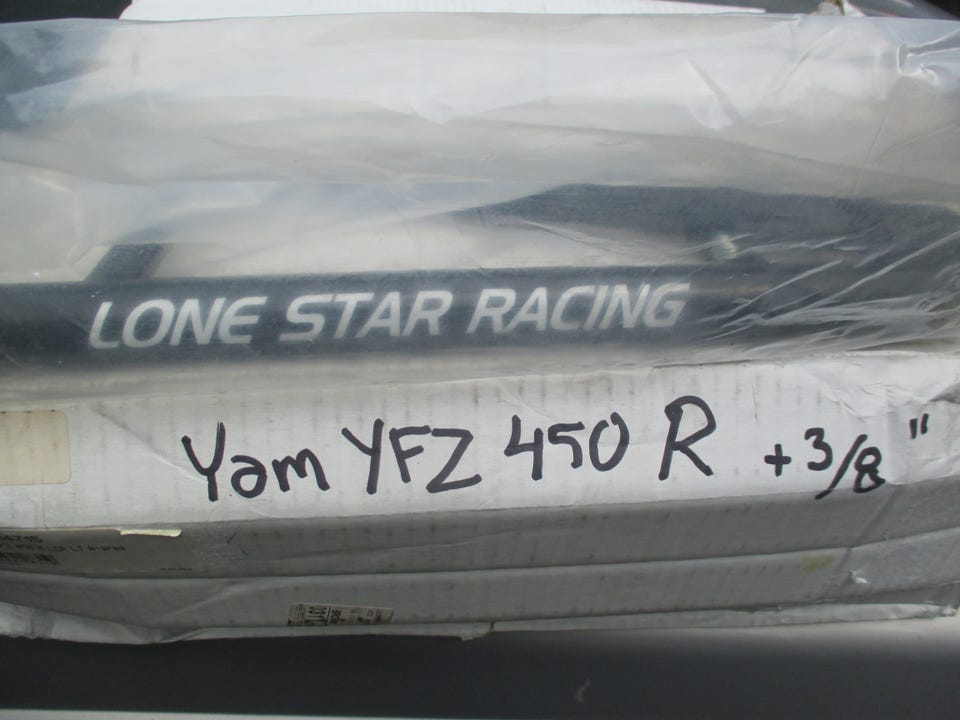 LONE STAR RACING
Yam YFZ 450 R +3/8"